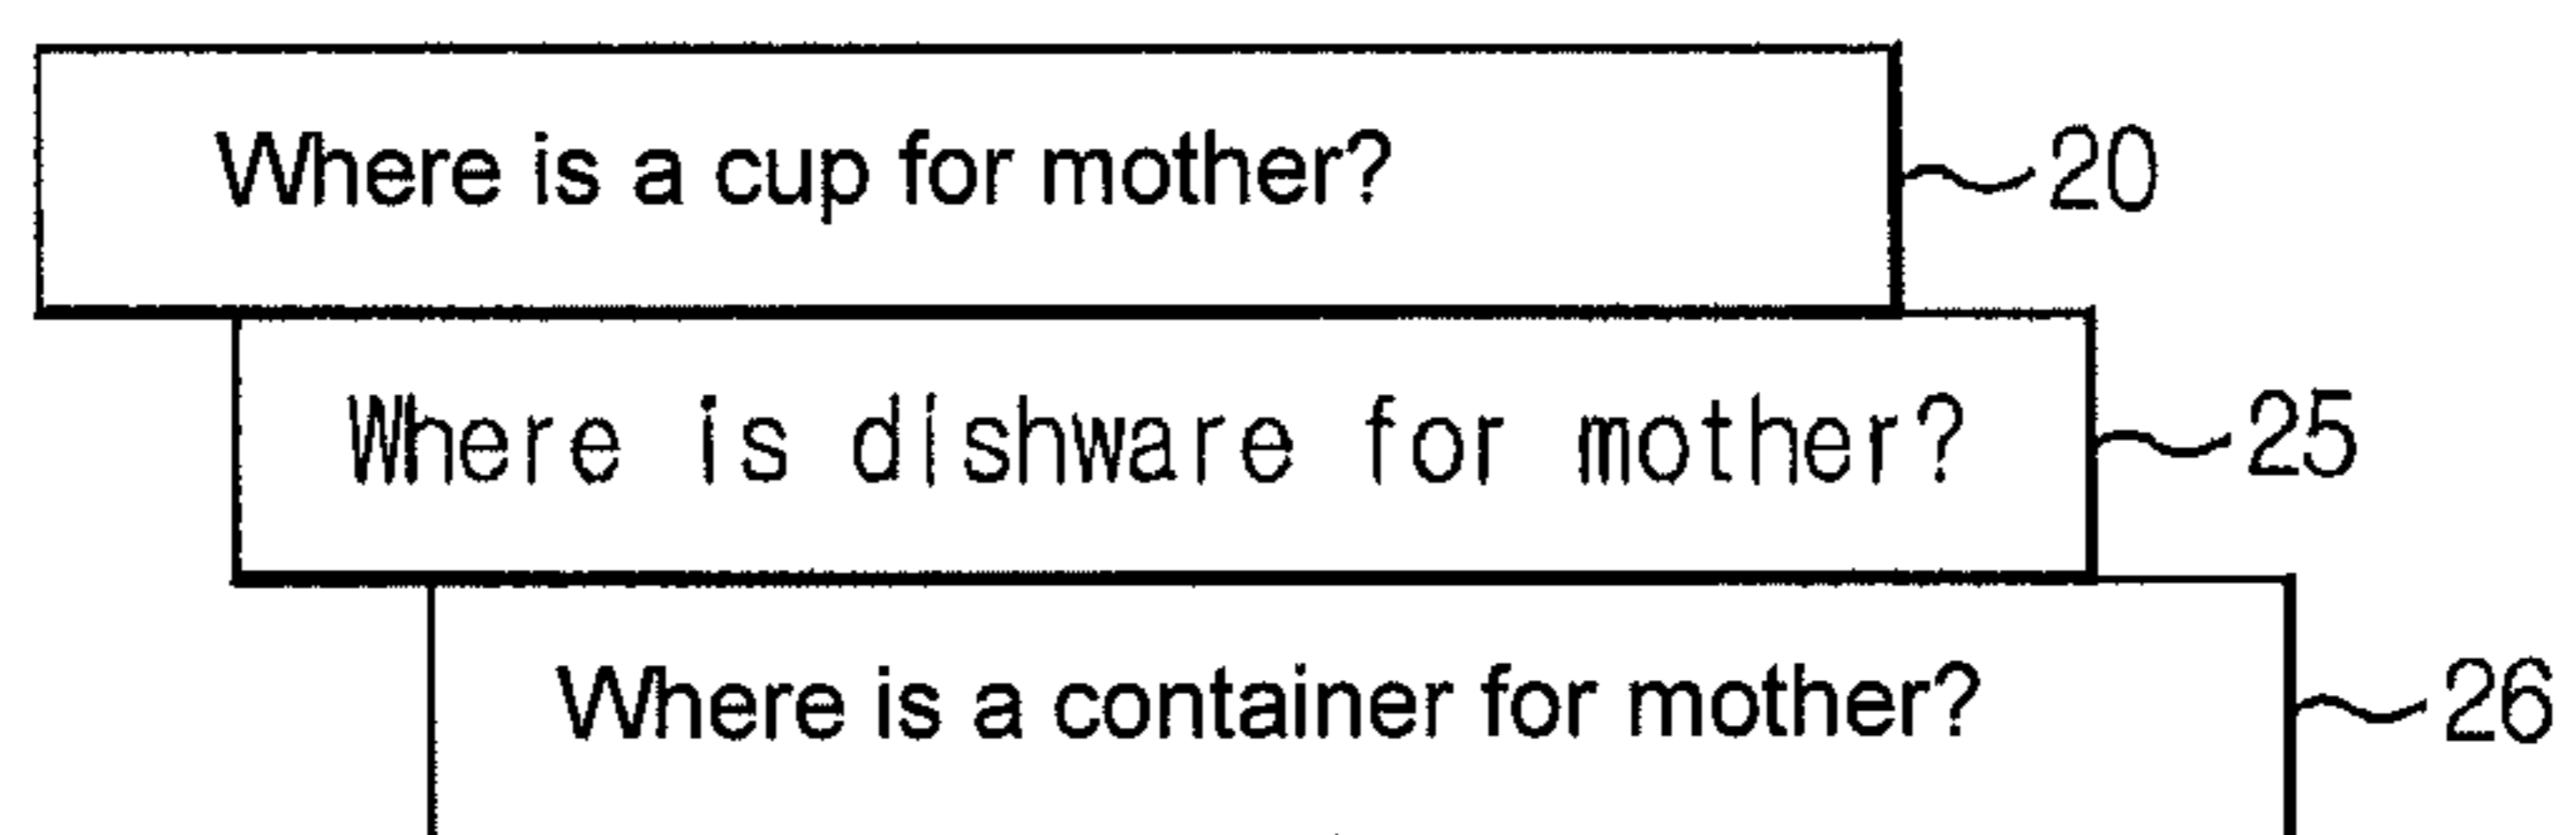 Where is a cup for mother? 20
Where is dishware for mother? 25
Where is a container for mother? 26